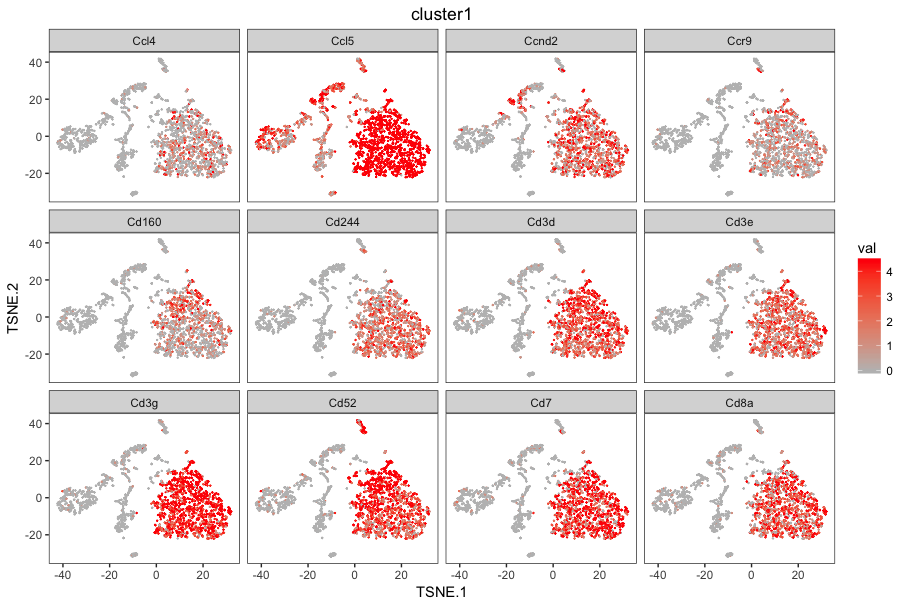 cluster1
Ccl4 Ccl5 Ccnd2 Ccr9
40
20
0
-20
Cd160 Cd244 Cd3d Cd3e
40
20
0
-20
Cd3g Cd52 Cd7 Cd8a
40
20
0
-20
-40 -20 0 20 -40 -20 0 20 -40 -20 0 20 -40 -20 0 20
TSNE.1
TSNE.2
val
4
3
2
1
0